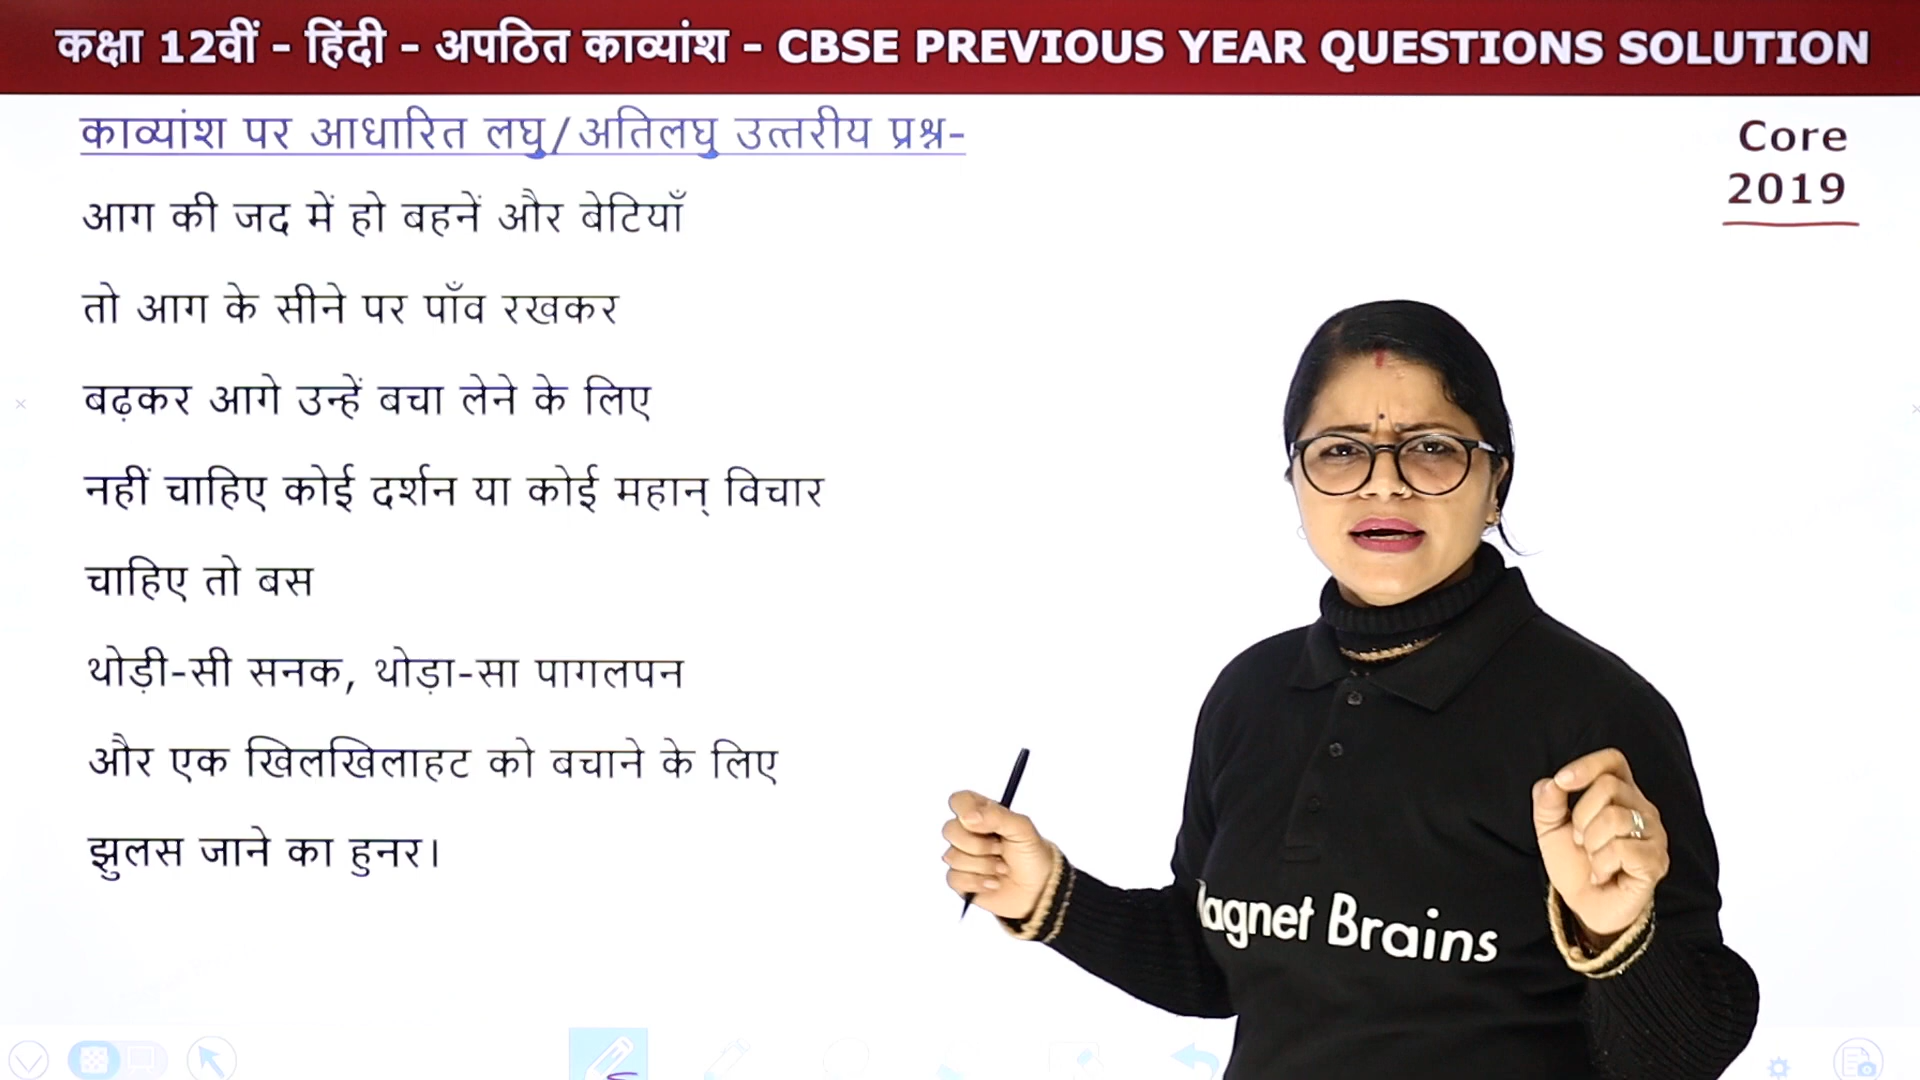 कक्षा 12वीं - हिंदी - अपठित काव्यांश - CBSE PREVIOUS YEAR QUESTIONS SOLUTION
काव्यांश पर आधारित लघु/अतिलघु उत्तरीय प्रश्न-
Core
2019
आग की जद में हो बहनें और बेटियाँ
तो आग के सीने पर पाँव रखकर
बढ़कर आगे उन्हें बचा लेने के लिए
नहीं चाहिए कोई दर्शन या कोई महान् विचार
चाहिए तो बस
थोड़ी-सी सनक, थोड़ा-सा पागलपन
और एक खिलखिलाहट को बचाने के लिए
झुलस जाने का हुनर।
agnet Brains